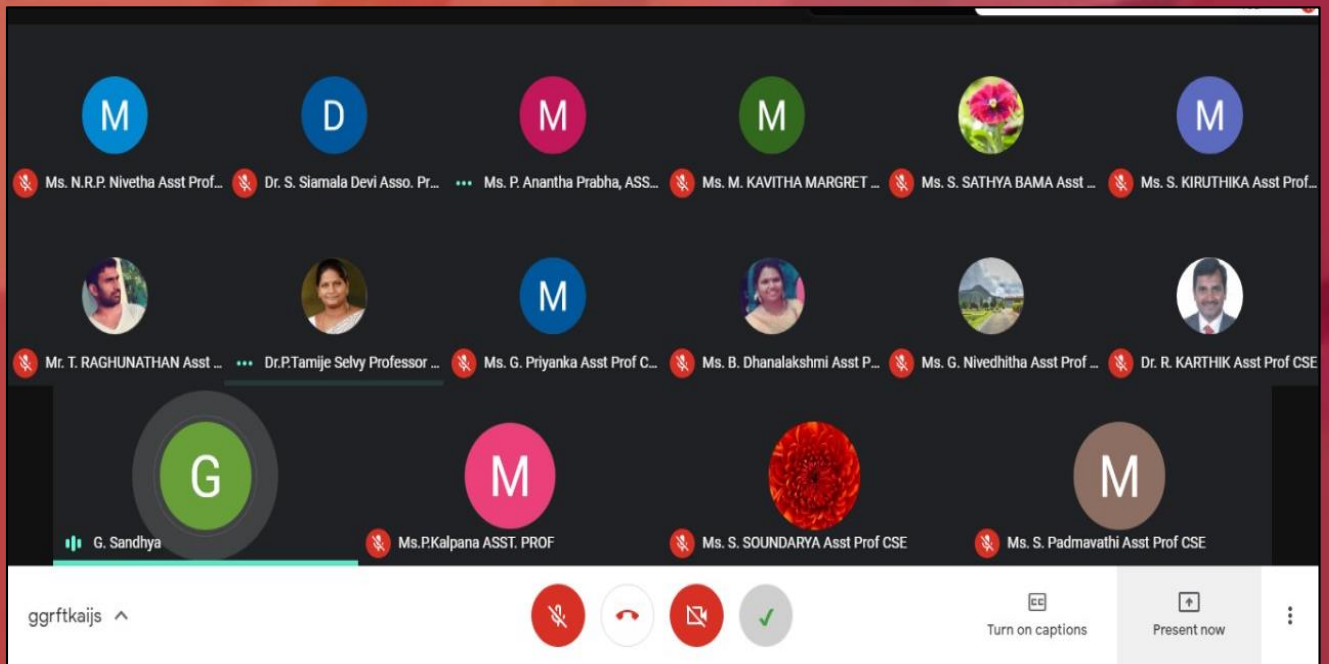 M D M M M
Ms. N.R.P. Nivetha Asst Prof... Dr. S. Siamala Devi Asso. Pr... Ms. P. Anantha Prabha, ASS... Ms. M. KAVITHA MARGRET ... Ms. S. SATHYA BAMA Asst ... Ms. S. KIRUTHIKA Asst Prof...
M
Mr. T. RAGHUNATHAN Asst ... Dr.P.Tamije Selvy Professor ... Ms. G. Priyanka Asst Prof C... Ms. B. Dhanalakshmi Asst P... Ms. G. Nivedhitha Asst Prof ... Dr. R. KARTHIK Asst Prof CSE
G M M
G. Sandhya Ms.P.Kalpana ASST. PROF Ms. S. SOUNDARYA Asst Prof CSE Ms. S. Padmavathi Asst Prof CSE
CC
ggrftkaijs Turn on captions Present now